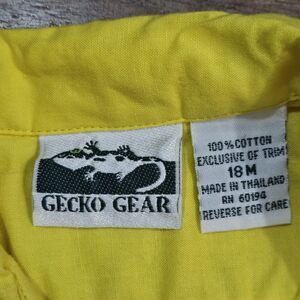 GECKO GEAR
100% COTTON
EXCLUSIVE OF TRIM
18 M
MADE IN THAILAND
RN 60194
REVERSE FOR CARE